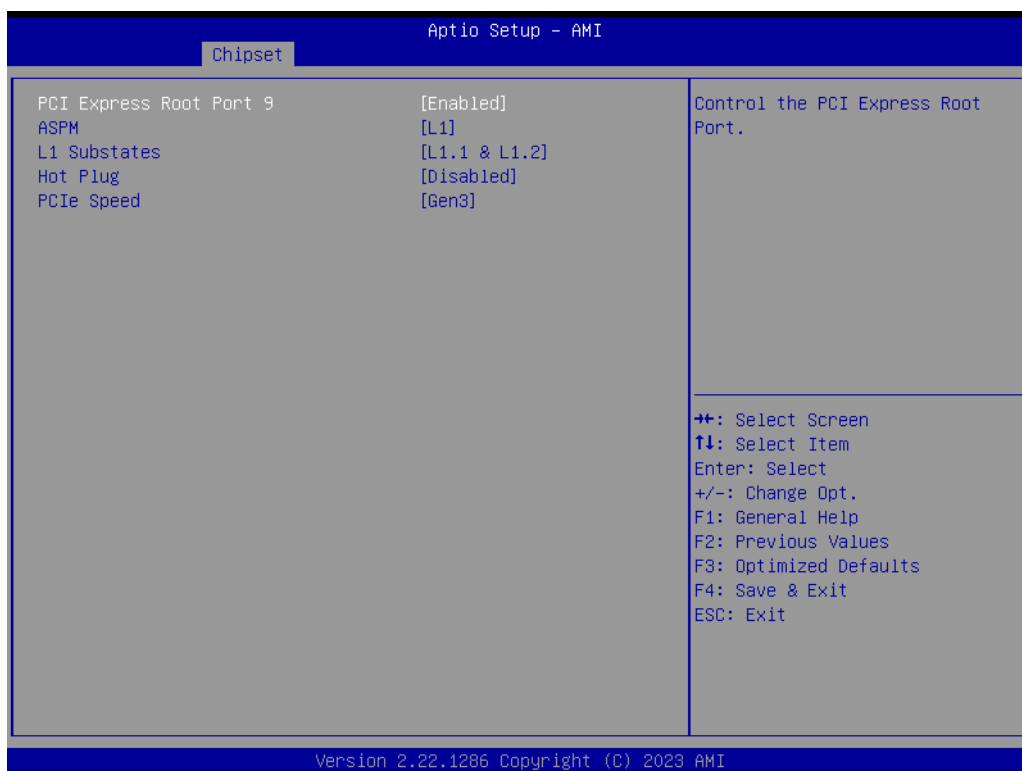 Aptio Setup – AMI
Chipset
PCI Express Root Port 9 [Enabled]
ASPM [L1]
L1 Substates [L1.1 & L1.2]
Hot Plug [Disabled]
PCIe Speed [Gen3]
Control the PCI Express Root
Port.
→←: Select Screen
↑↓: Select Item
Enter: Select
+/-: Change Opt.
F1: General Help
F2: Previous Values
F3: Optimized Defaults
F4: Save & Exit
ESC: Exit
Version 2.22.1286 Copyright (C) 2023 AMI